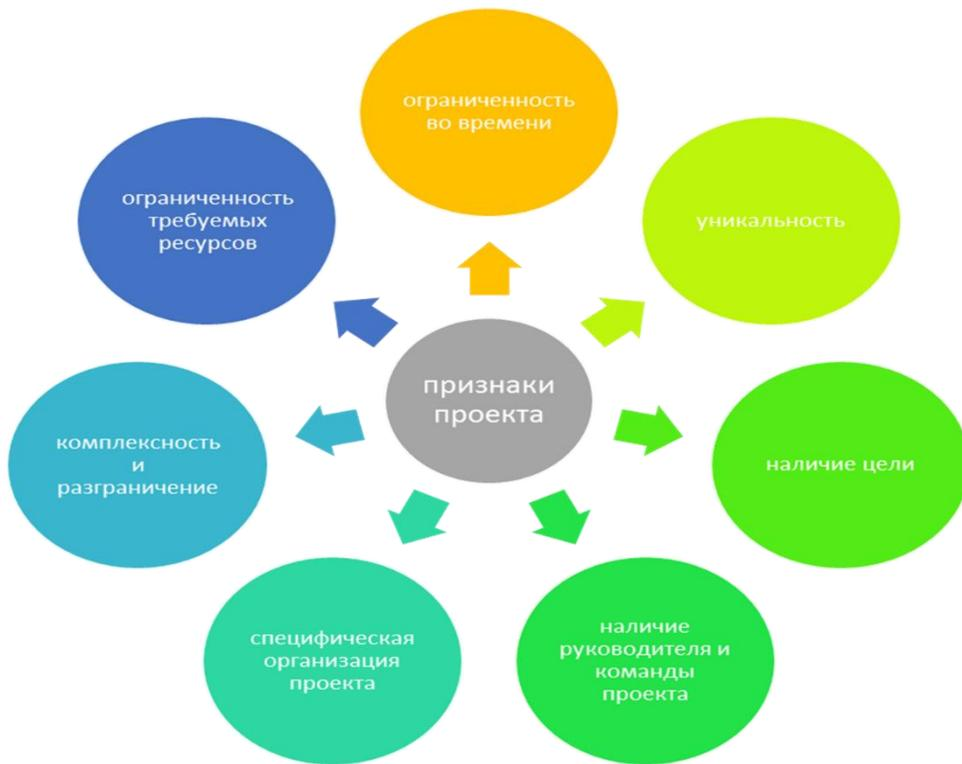 признаки
проекта
ограниченность
во времени
уникальность
наличие цели
наличие
руководителя и
команды
проекта
специфическая
организация
проекта
комплексность
и
разграничение
ограниченность
требуемых
ресурсов